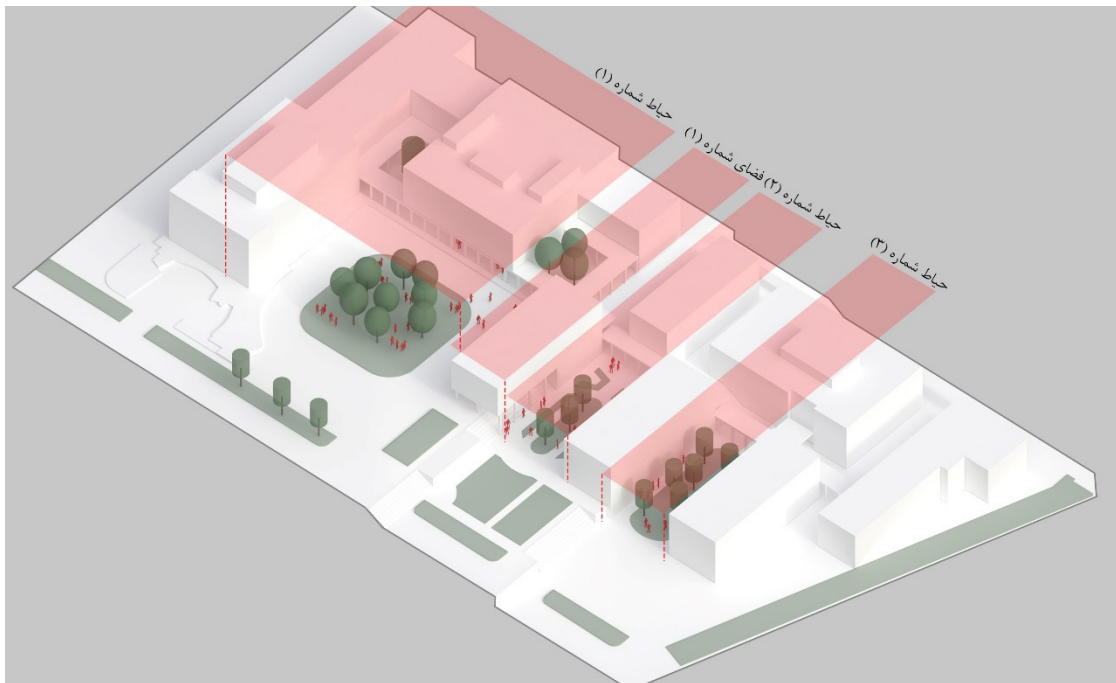 حیاط شماره (۱)
فضای شماره (۱)
حیاط شماره (۲)
حیاط شماره (۳)